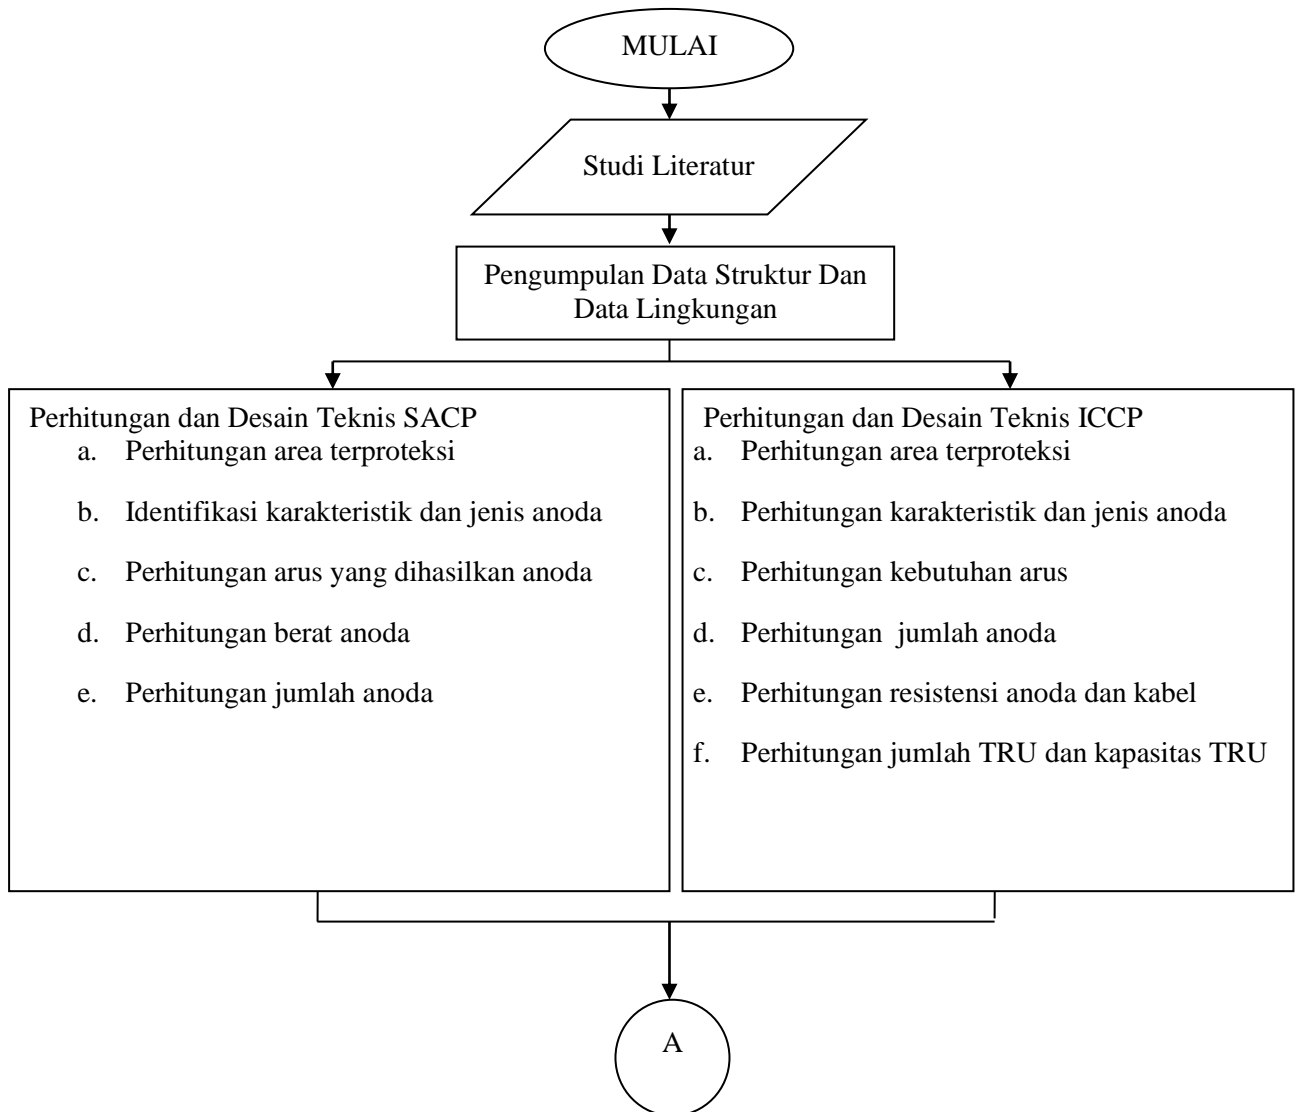 MULAI
Studi Literatur
Pengumpulan Data Struktur Dan
Data Lingkungan
Perhitungan dan Desain Teknis SACP
a. Perhitungan area terproteksi
b. Identifikasi karakteristik dan jenis anoda
c. Perhitungan arus yang dihasilkan anoda
d. Perhitungan berat anoda
e. Perhitungan jumlah anoda
Perhitungan dan Desain Teknis ICCP
a. Perhitungan area terproteksi
b. Perhitungan karakteristik dan jenis anoda
c. Perhitungan kebutuhan arus
d. Perhitungan jumlah anoda
e. Perhitungan resistensi anoda dan kabel
f. Perhitungan jumlah TRU dan kapasitas TRU
A